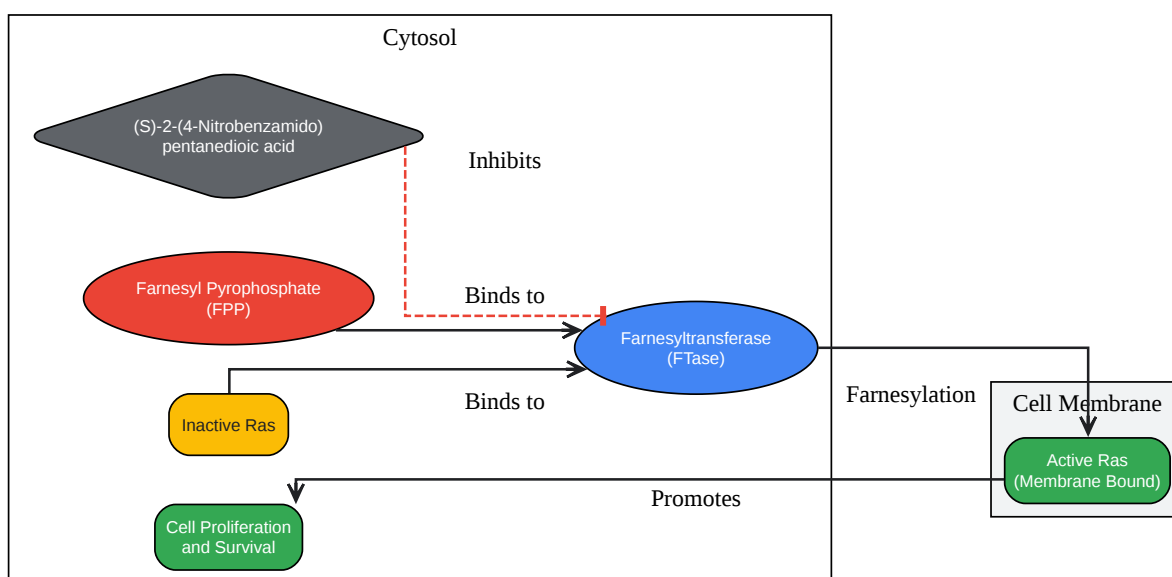 Cytosol
(S)-2-(4-Nitrobenzamido)
pentanedioic acid
Inhibits
Farnesyl Pyrophosphate
(FPP)
Binds to
Farnesyltransferase
(FTase)
Binds to
Inactive Ras
Farnesylation
Cell Membrane
Active Ras
(Membrane Bound)
Promotes
Cell Proliferation
and Survival